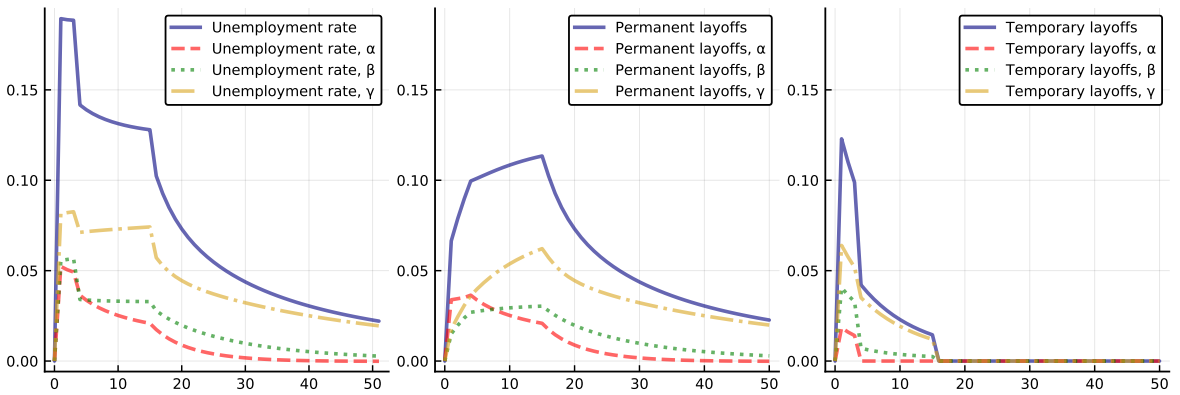 Unemployment rate
Unemployment rate, α
Unemployment rate, β
Unemployment rate, γ
0.15
0.10
0.05
0.00
0 10 20 30 40 50
Permanent layoffs
Permanent layoffs, α
Permanent layoffs, β
Permanent layoffs, γ
0.15
0.10
0.05
0.00
0 10 20 30 40 50
Temporary layoffs
Temporary layoffs, α
Temporary layoffs, β
Temporary layoffs, γ
0.15
0.10
0.05
0.00
0 10 20 30 40 50